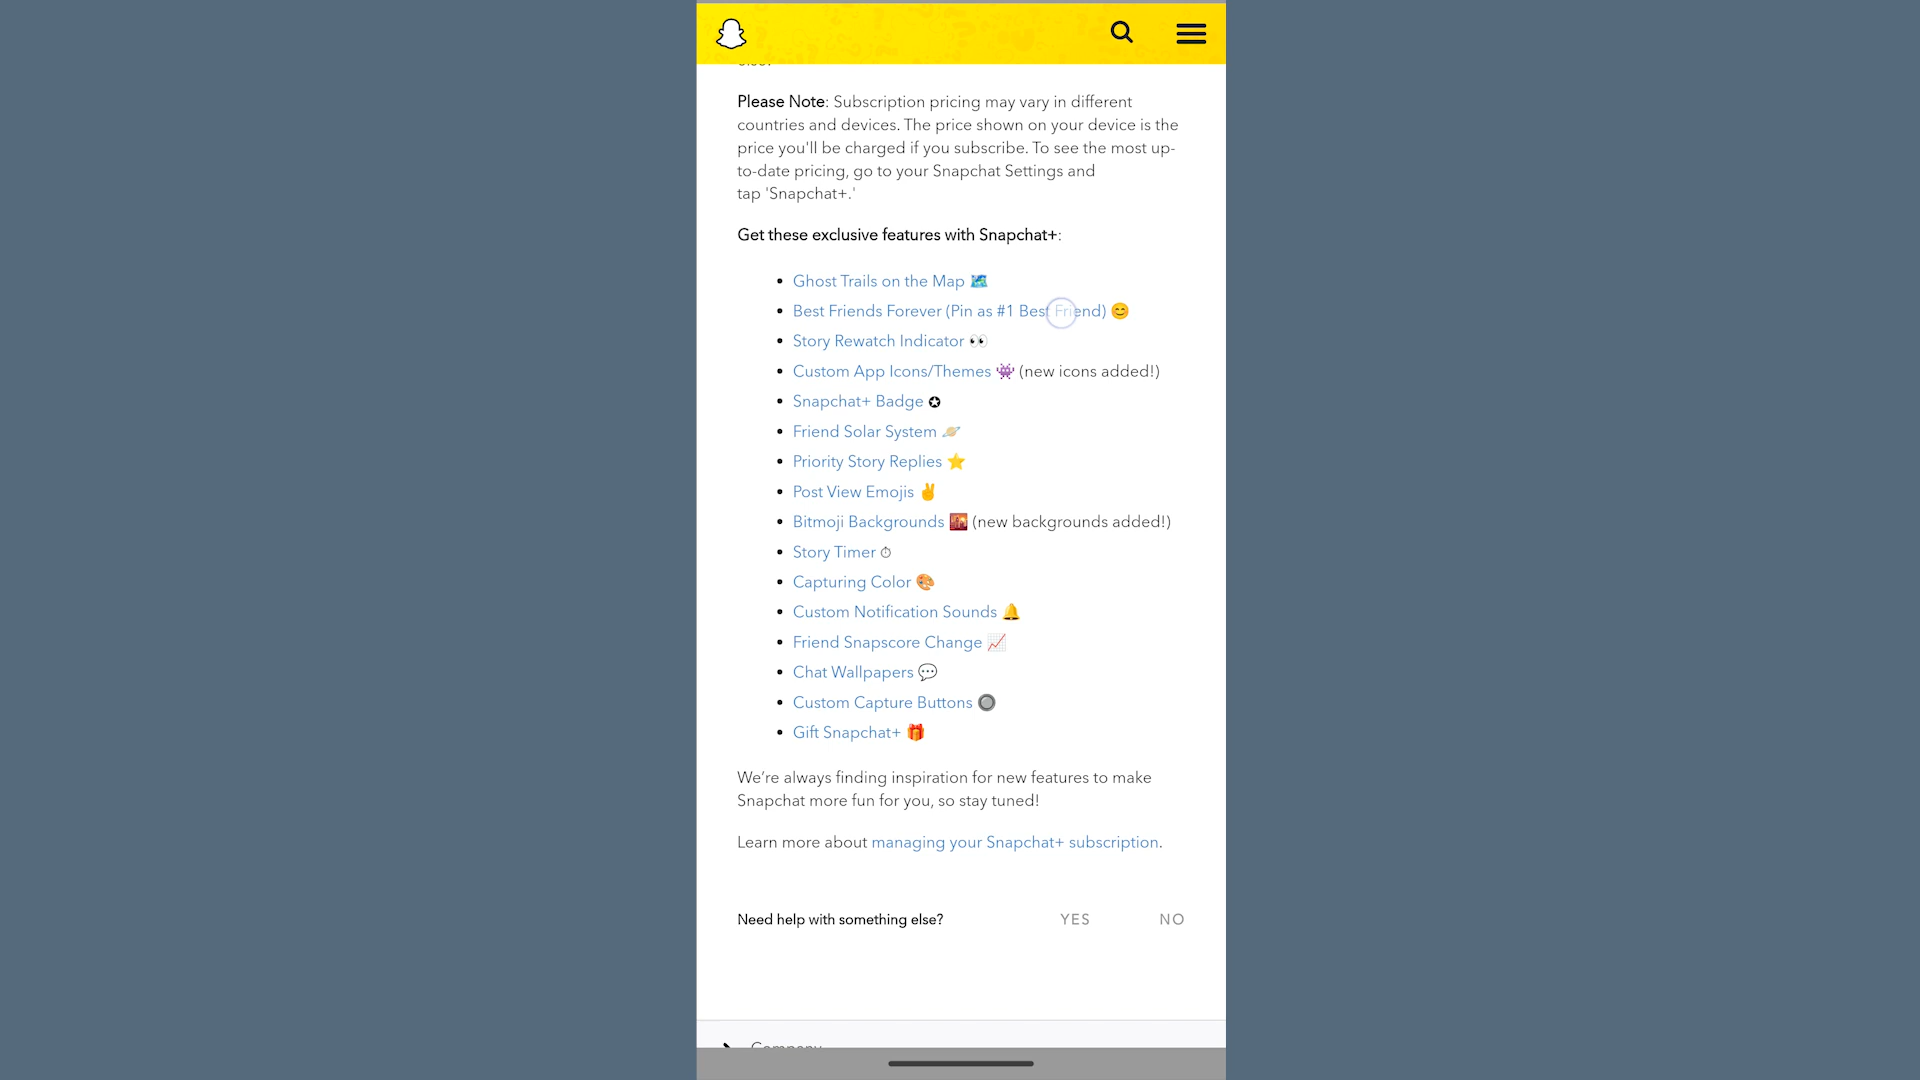 Please Note: Subscription pricing may vary in different
countries and devices. The price shown on your device is the
price you'll be charged if you subscribe. To see the most up-
to-date pricing, go to your Snapchat Settings and
tap 'Snapchat+.'
Get these exclusive features with Snapchat+:
• Ghost Trails on the Map 🗺️
• Best Friends Forever (Pin as #1 Best Friend) 😊
• Story Rewatch Indicator 👀
• Custom App Icons/Themes 👾 (new icons added!)
• Snapchat+ Badge ✪
• Friend Solar System 🪐
• Priority Story Replies ⭐
• Post View Emojis ✌️
• Bitmoji Backgrounds 🌇 (new backgrounds added!)
• Story Timer ⏱
• Capturing Color 🎨
• Custom Notification Sounds 🔔
• Friend Snapscore Change 📈
• Chat Wallpapers 💬
• Custom Capture Buttons 🔘
• Gift Snapchat+ 🎁
We're always finding inspiration for new features to make
Snapchat more fun for you, so stay tuned!
Learn more about managing your Snapchat+ subscription.
Need help with something else? YES NO
Company